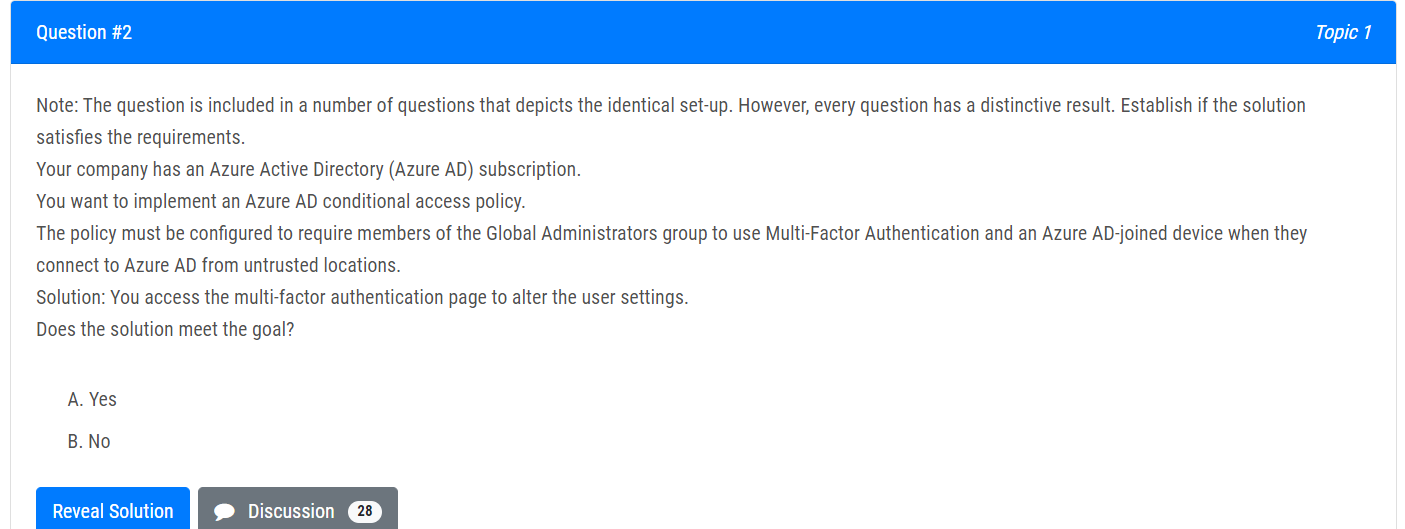 Question #2
Topic 1
Note: The question is included in a number of questions that depicts the identical set-up. However, every question has a distinctive result. Establish if the solution
satisfies the requirements.
Your company has an Azure Active Directory (Azure AD) subscription.
You want to implement an Azure AD conditional access policy.
The policy must be configured to require members of the Global Administrators group to use Multi-Factor Authentication and an Azure AD-joined device when they
connect to Azure AD from untrusted locations.
Solution: You access the multi-factor authentication page to alter the user settings.
Does the solution meet the goal?
A. Yes
B. No
Reveal Solution
Discussion 28